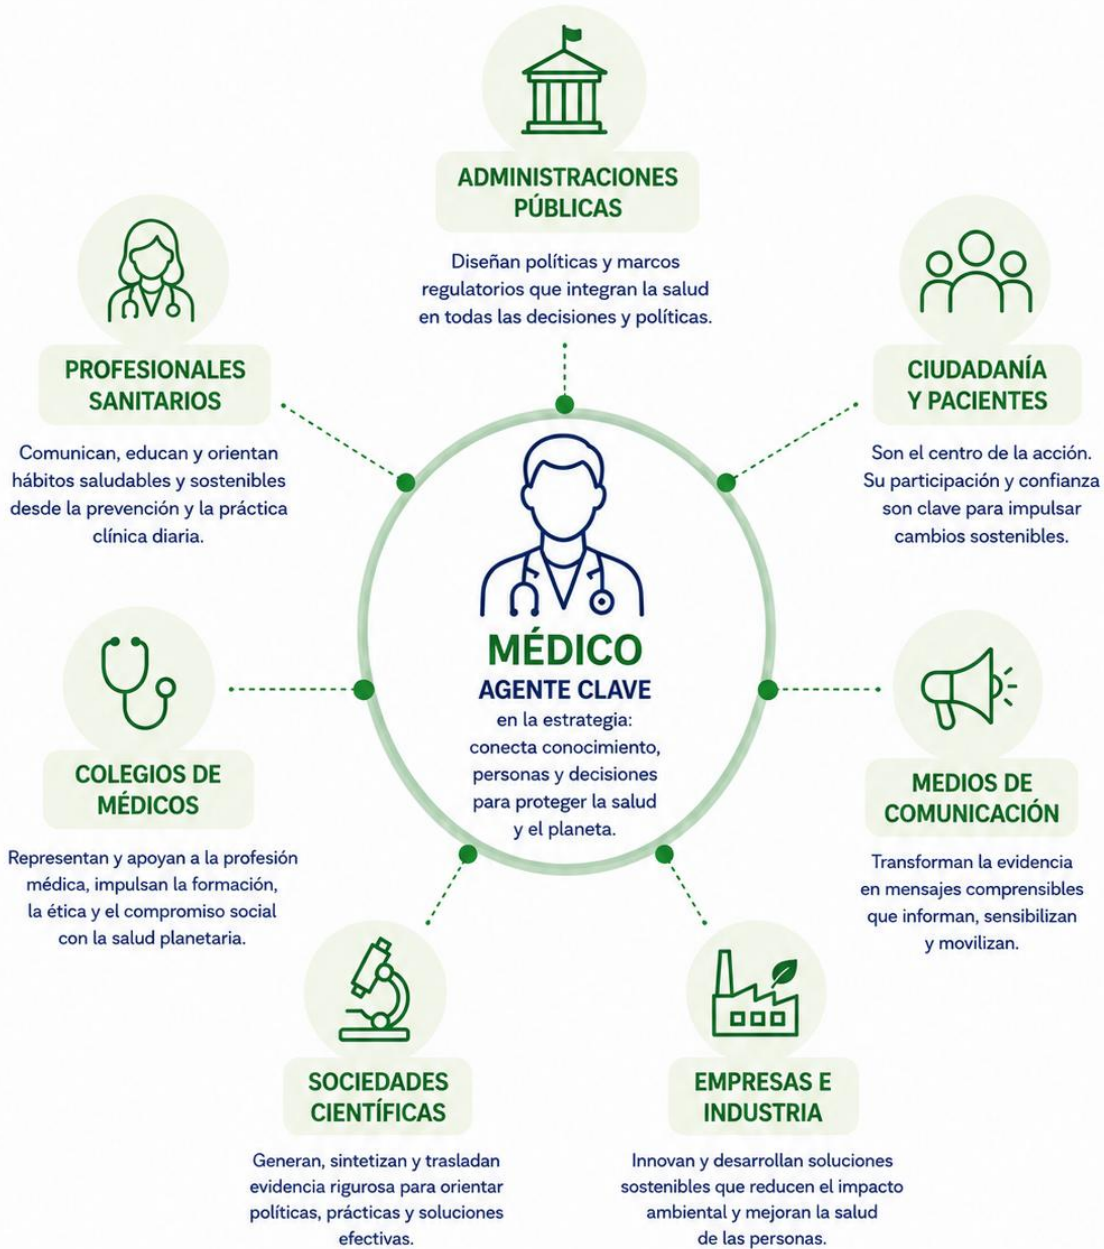 ADMINISTRACIONES
PÚBLICAS
Diseñan políticas y marcos
regulatorios que integran la salud
en todas las decisiones y políticas.
PROFESIONALES
SANITARIOS
Comunican, educan y orientan
hábitos saludables y sostenibles
desde la prevención y la práctica
clínica diaria.
CIUDADANÍA
Y PACIENTES
Son el centro de la acción.
Su participación y confianza
son clave para impulsar
cambios sostenibles.
MÉDICO
AGENTE CLAVE
en la estrategia:
conecta conocimiento,
personas y decisiones
para proteger la salud
y el planeta.
COLEGIOS DE
MÉDICOS
Representan y apoyan a la profesión
médica, impulsan la formación,
la ética y el compromiso social
con la salud planetaria.
MEDIOS DE
COMUNICACIÓN
Transforman la evidencia
en mensajes comprensibles
que informan, sensibilizan
y movilizan.
SOCIEDADES
CIENTÍFICAS
Generan, sintetizan y trasladan
evidencia rigurosa para orientar
políticas, prácticas y soluciones
efectivas.
EMPRESAS E
INDUSTRIA
Innovan y desarrollan soluciones
sostenibles que reducen el impacto
ambiental y mejoran la salud
de las personas.